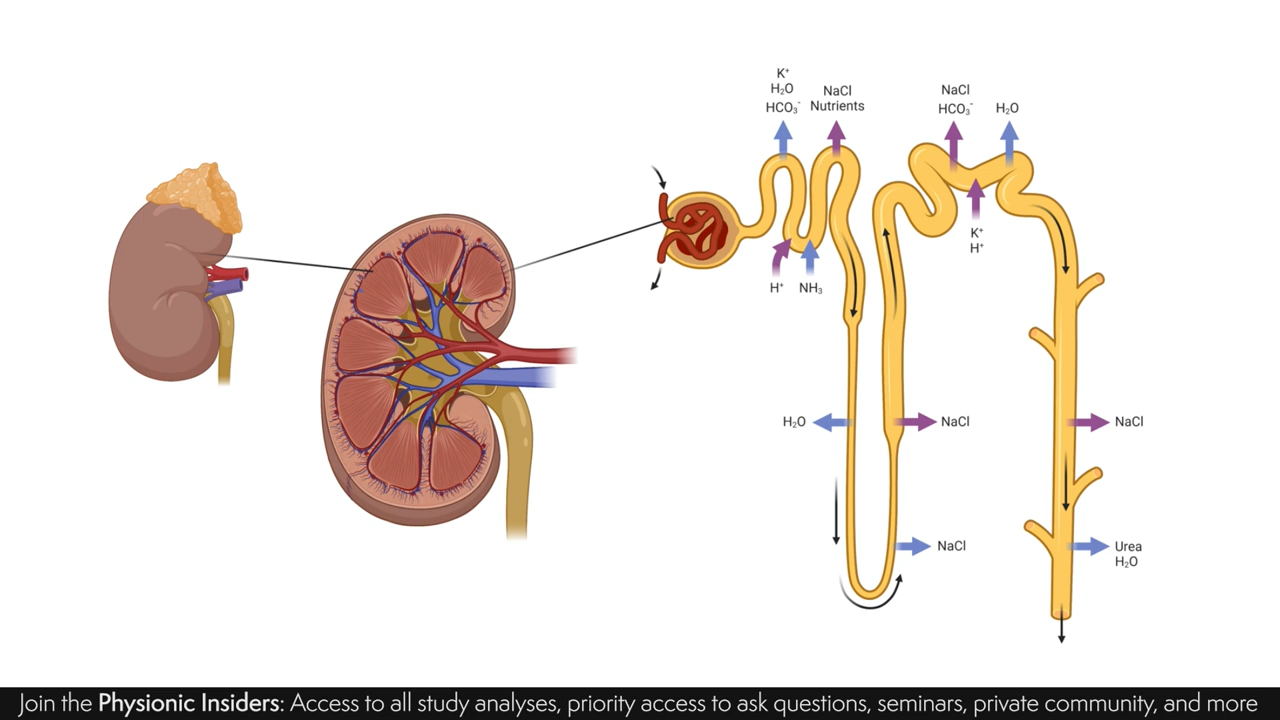 K⁺
H₂O
HCO₃⁻
NaCl
Nutrients
NaCl
HCO₃⁻
H₂O
K⁺
H⁺
H⁺
NH₃
H₂O
NaCl
NaCl
NaCl
Urea
H₂O
Join the Physionic Insiders: Access to all study analyses, priority access to ask questions, seminars, private community, and more